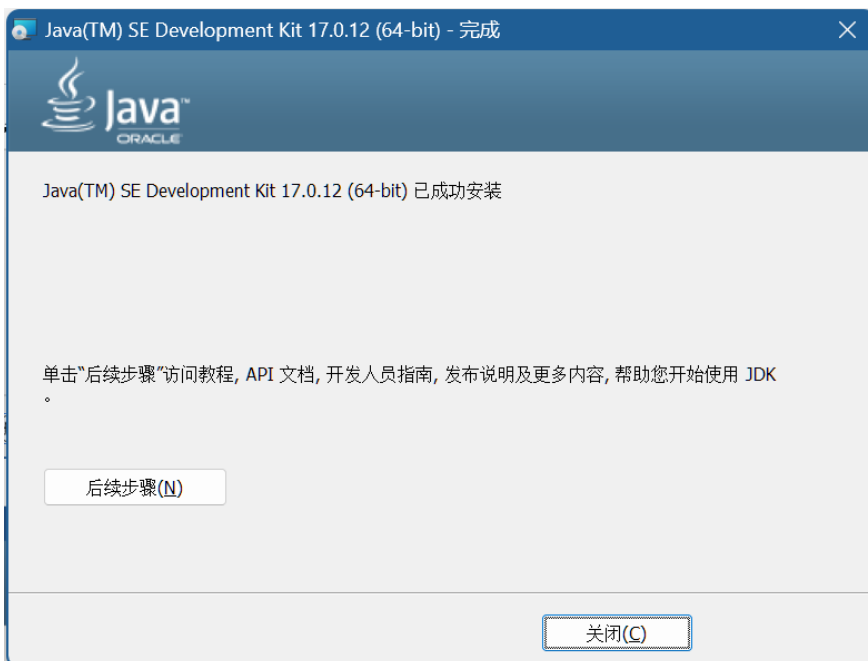 Java(TM) SE Development Kit 17.0.12 (64-bit) - 完成
Java™
ORACLE
Java(TM) SE Development Kit 17.0.12 (64-bit) 已成功安装
单击“后续步骤”访问教程, API 文档, 开发人员指南, 发布说明及更多内容, 帮助您开始使用 JDK
。
后续步骤(N)
关闭(C)